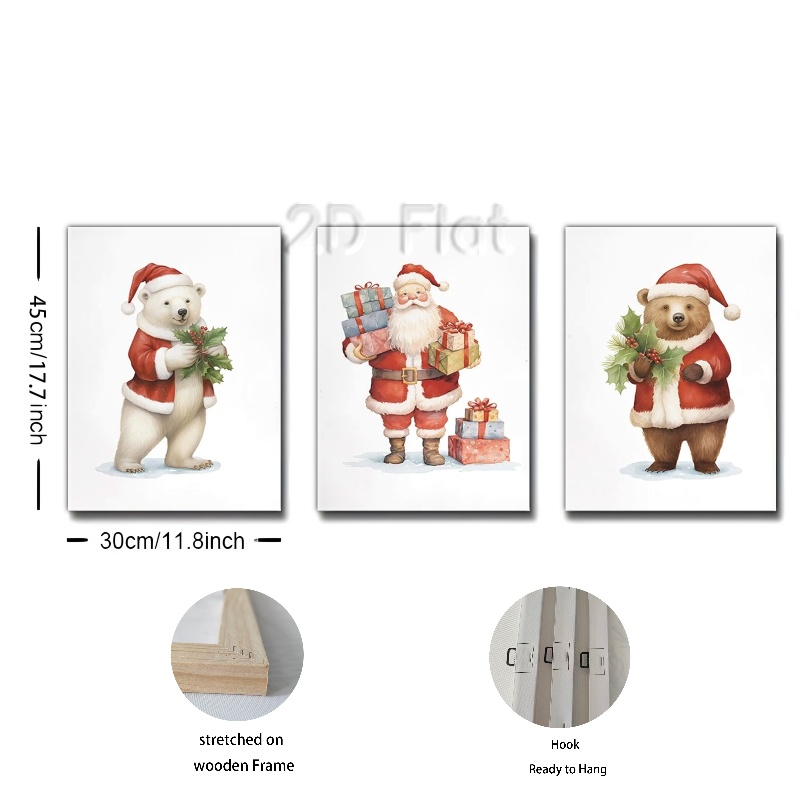 2D Flat
45cm/17.7inch
30cm/11.8inch
stretched on
wooden Frame
Hook
Ready to Hang